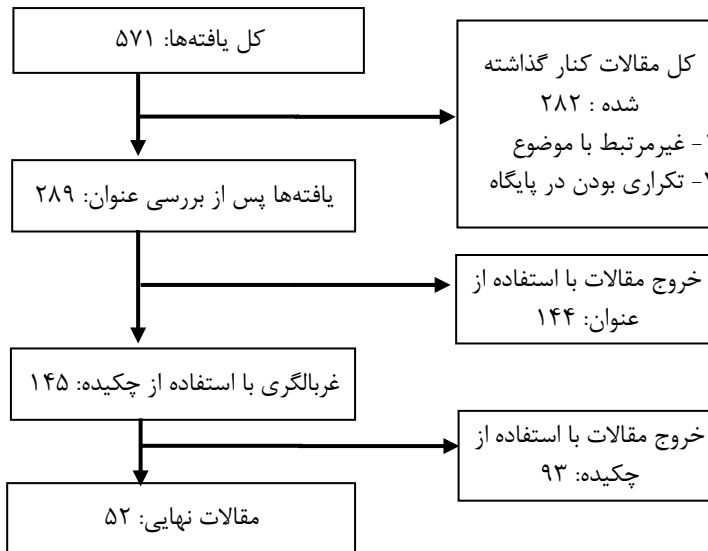 کل یافته‌ها: ۵۷۱
کل مقالات کنار گذاشته
شده : ۲۸۲
۱- غیرمرتبط با موضوع
۲- تکراری بودن در پایگاه
یافته‌ها پس از بررسی عنوان: ۲۸۹
خروج مقالات با استفاده از
عنوان: ۱۴۴
غربالگری با استفاده از چکیده: ۱۴۵
خروج مقالات با استفاده از
چکیده: ۹۳
مقالات نهایی: ۵۲